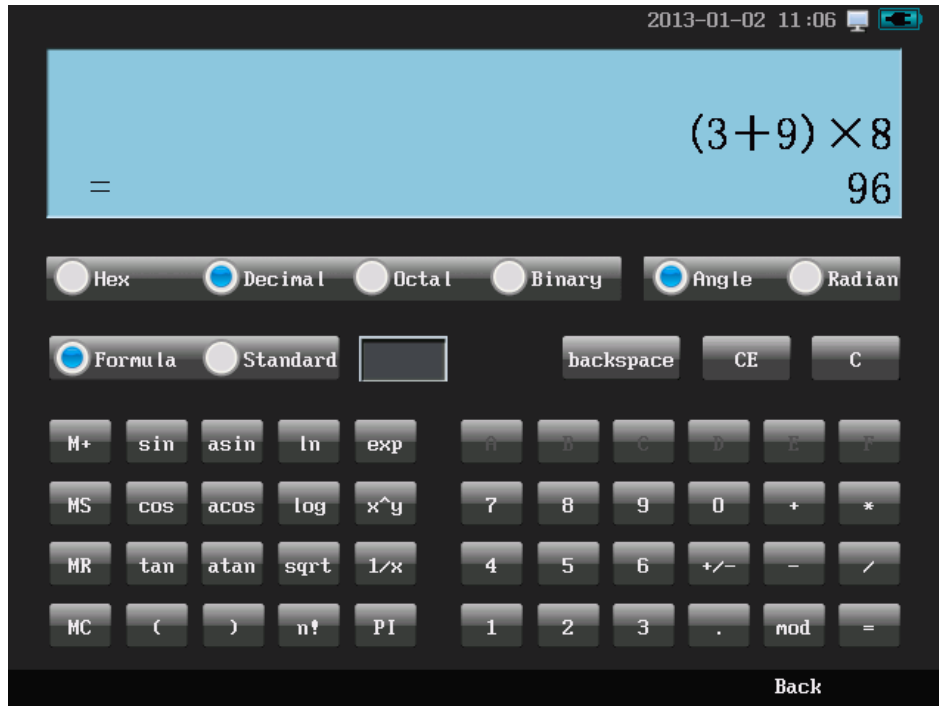 2013-01-02 11:06
(3+9)×8
= 96
Hex Decimal Octal Binary Angle Radian
Formula Standard backspace CE C
M+ sin asin ln exp A B C D E F
MS cos acos log x^y 7 8 9 0 + *
MR tan atan sqrt 1/x 4 5 6 +/- - /
MC ( ) n! PI 1 2 3 . mod =
Back